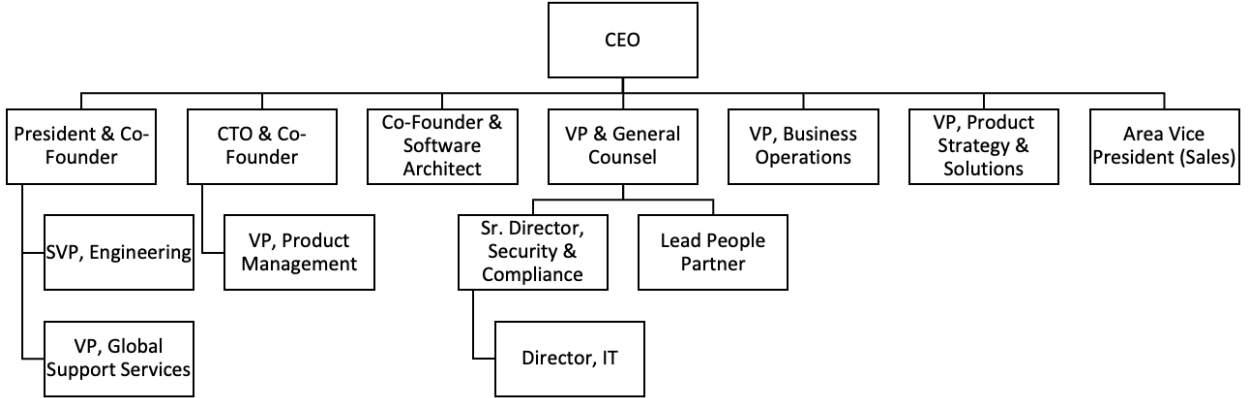 CEO
President & Co-
Founder
CTO & Co-
Founder
Co-Founder &
Software
Architect
VP & General
Counsel
VP, Business
Operations
VP, Product
Strategy &
Solutions
Area Vice
President (Sales)
SVP, Engineering
VP, Product
Management
Sr. Director,
Security &
Compliance
Lead People
Partner
VP, Global
Support Services
Director, IT